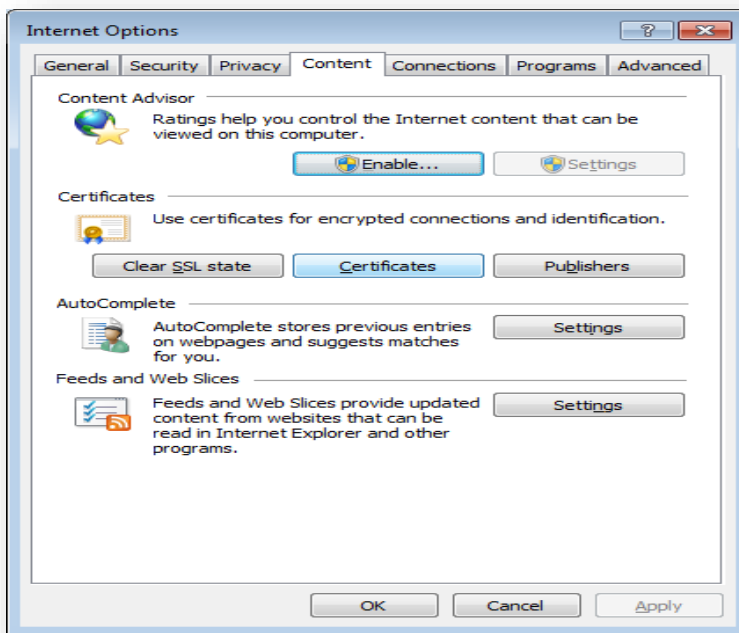 Internet Options
General Security Privacy Content Connections Programs Advanced
Content Advisor
Ratings help you control the Internet content that can be
viewed on this computer.
Enable... Settings
Certificates
Use certificates for encrypted connections and identification.
Clear SSL state Certificates Publishers
AutoComplete
AutoComplete stores previous entries
on webpages and suggests matches
for you.
Settings
Feeds and Web Slices
Feeds and Web Slices provide updated
content from websites that can be
read in Internet Explorer and other
programs.
Settings
OK Cancel Apply